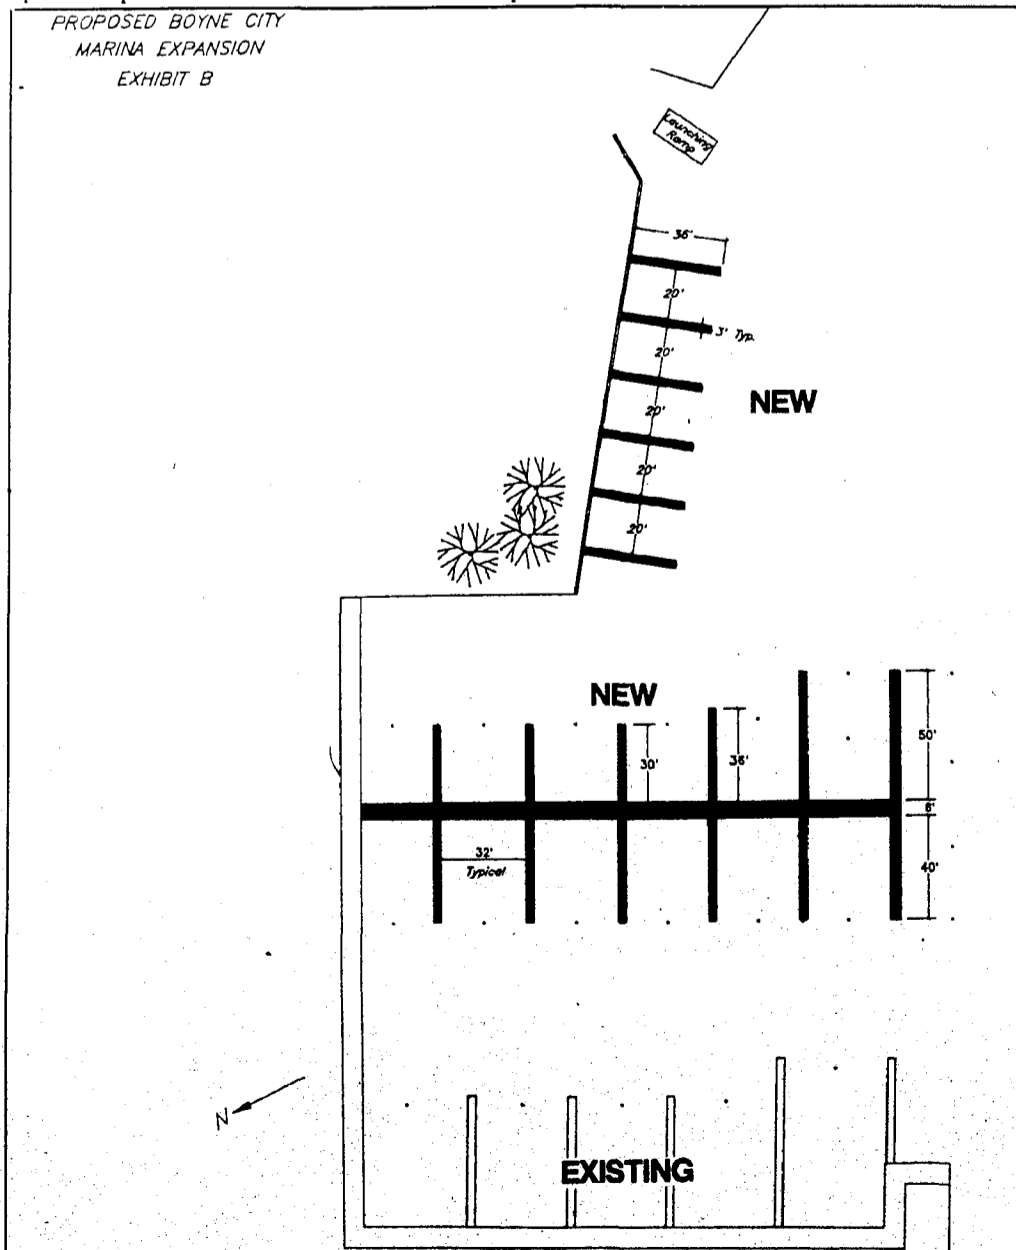 PROPOSED BOYNE CITY
MARINA EXPANSION
EXHIBIT B
Launching
Ramp
36'
20'
3' Typ.
20'
NEW
20'
20'
20'
NEW
30'
36'
50'
6'
32'
Typical
40'
N
EXISTING